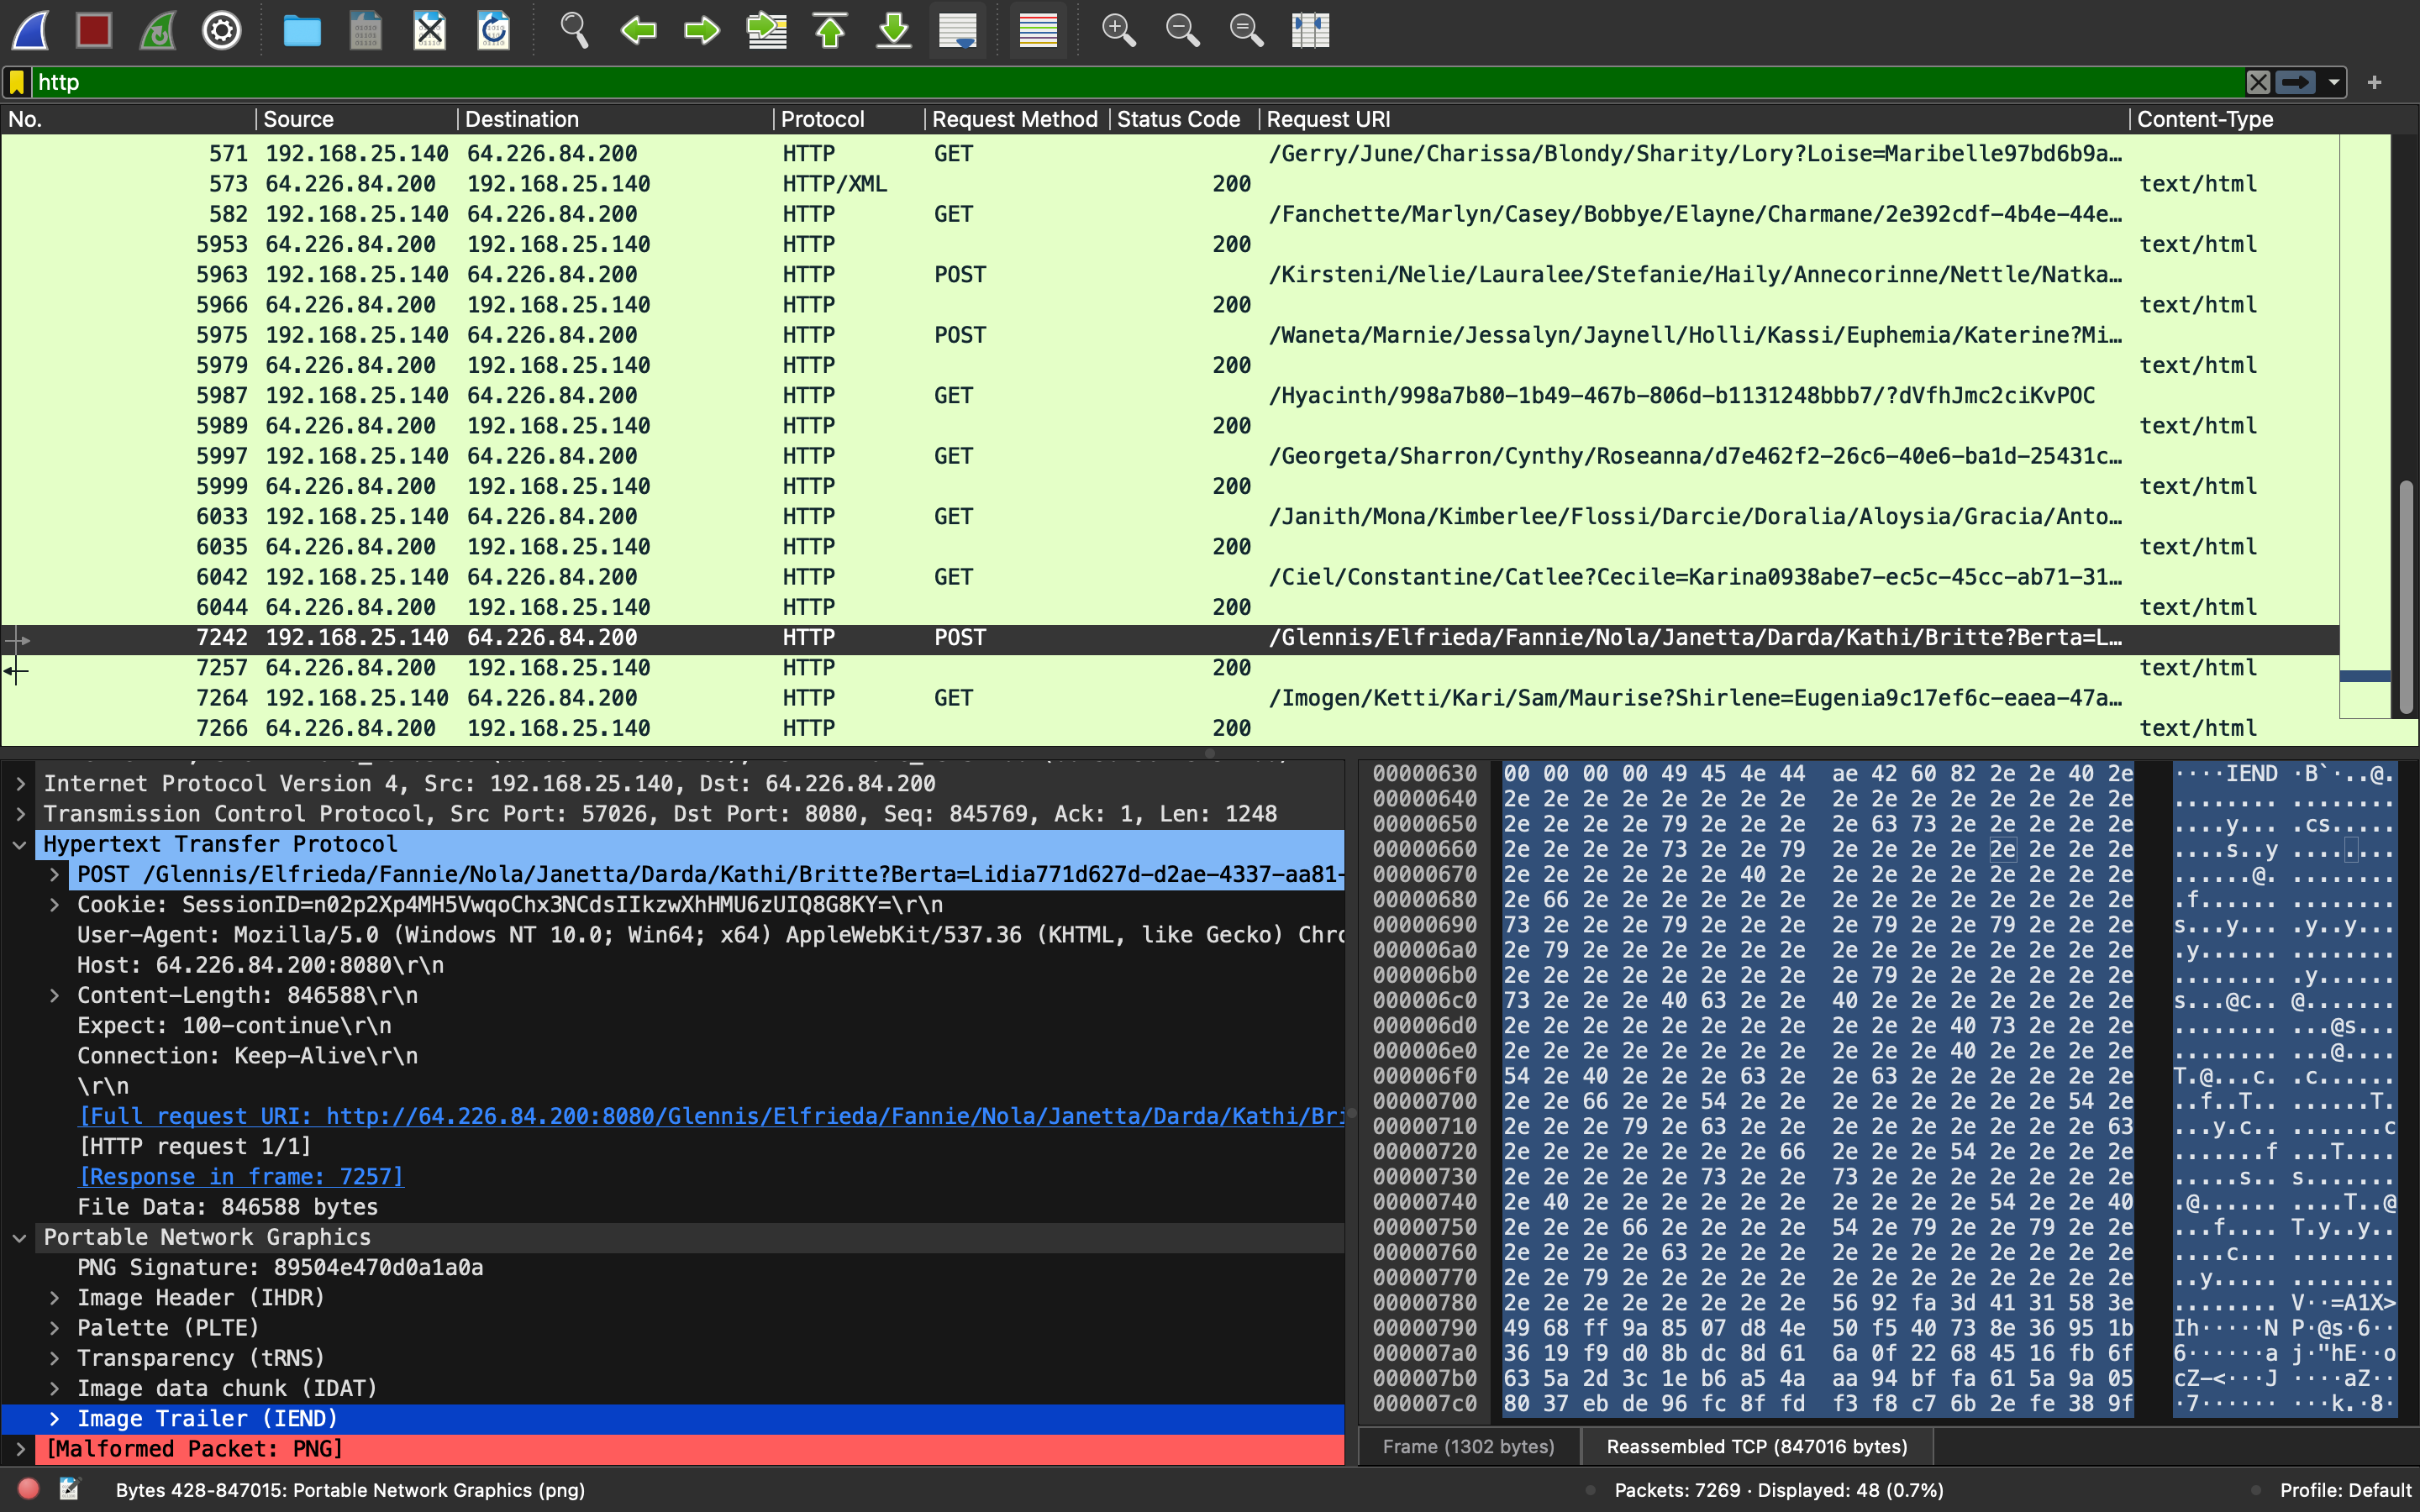 http
No. Source Destination Protocol Request Method Status Code Request URI Content-Type
571 192.168.25.140 64.226.84.200 HTTP GET /Gerry/June/Charissa/Blondy/Sharity/Lory?Loise=Maribelle97bd6b9a…
573 64.226.84.200 192.168.25.140 HTTP/XML 200 text/html
582 192.168.25.140 64.226.84.200 HTTP GET /Fanchette/Marlyn/Casey/Bobbye/Elayne/Charmane/2e392cdf-4b4e-44e…
5953 64.226.84.200 192.168.25.140 HTTP 200 text/html
5963 192.168.25.140 64.226.84.200 HTTP POST /Kirsteni/Nelie/Lauralee/Stefanie/Haily/Annecorinne/Nettle/Natka…
5966 64.226.84.200 192.168.25.140 HTTP 200 text/html
5975 192.168.25.140 64.226.84.200 HTTP POST /Waneta/Marnie/Jessalyn/Jaynell/Holli/Kassi/Euphemia/Katerine?Mi…
5979 64.226.84.200 192.168.25.140 HTTP 200 text/html
5987 192.168.25.140 64.226.84.200 HTTP GET /Hyacinth/998a7b80-1b49-467b-806d-b1131248bbb7/?dVfhJmc2ciKvPOC
5989 64.226.84.200 192.168.25.140 HTTP 200 text/html
5997 192.168.25.140 64.226.84.200 HTTP GET /Georgeta/Sharron/Cynthy/Roseanna/d7e462f2-26c6-40e6-ba1d-25431c…
5999 64.226.84.200 192.168.25.140 HTTP 200 text/html
6033 192.168.25.140 64.226.84.200 HTTP GET /Janith/Mona/Kimberlee/Flossi/Darcie/Doralia/Aloysia/Gracia/Anto…
6035 64.226.84.200 192.168.25.140 HTTP 200 text/html
6042 192.168.25.140 64.226.84.200 HTTP GET /Ciel/Constantine/Catlee?Cecile=Karina0938abe7-ec5c-45cc-ab71-31…
6044 64.226.84.200 192.168.25.140 HTTP 200 text/html
7242 192.168.25.140 64.226.84.200 HTTP POST /Glennis/Elfrieda/Fannie/Nola/Janetta/Darda/Kathi/Britte?Berta=L…
7257 64.226.84.200 192.168.25.140 HTTP 200 text/html
7264 192.168.25.140 64.226.84.200 HTTP GET /Imogen/Ketti/Kari/Sam/Maurise?Shirlene=Eugenia9c17ef6c-eaea-47a…
7266 64.226.84.200 192.168.25.140 HTTP 200 text/html
Internet Protocol Version 4, Src: 192.168.25.140, Dst: 64.226.84.200
Transmission Control Protocol, Src Port: 57026, Dst Port: 8080, Seq: 845769, Ack: 1, Len: 1248
Hypertext Transfer Protocol
POST /Glennis/Elfrieda/Fannie/Nola/Janetta/Darda/Kathi/Britte?Berta=Lidia771d627d-d2ae-4337-aa81-
Cookie: SessionID=n02p2Xp4MH5VwqoChx3NCdsIIkzwXhHMU6zUIQ8G8KY=\r\n
User-Agent: Mozilla/5.0 (Windows NT 10.0; Win64; x64) AppleWebKit/537.36 (KHTML, like Gecko) Chro
Host: 64.226.84.200:8080\r\n
Content-Length: 846588\r\n
Expect: 100-continue\r\n
Connection: Keep-Alive\r\n
\r\n
[Full request URI: http://64.226.84.200:8080/Glennis/Elfrieda/Fannie/Nola/Janetta/Darda/Kathi/Bri
[HTTP request 1/1]
[Response in frame: 7257]
File Data: 846588 bytes
Portable Network Graphics
PNG Signature: 89504e470d0a1a0a
Image Header (IHDR)
Palette (PLTE)
Transparency (tRNS)
Image data chunk (IDAT)
Image Trailer (IEND)
[Malformed Packet: PNG]
00000630 00 00 00 00 49 45 4e 44 ae 42 60 82 2e 2e 40 2e ····IEND ·B`·..@.
00000640 2e 2e 2e 2e 2e 2e 2e 2e 2e 2e 2e 2e 2e 2e 2e 2e ........ ........
00000650 2e 2e 2e 2e 79 2e 2e 2e 2e 63 73 2e 2e 2e 2e 2e ....y... .cs.....
00000660 2e 2e 2e 2e 73 2e 2e 79 2e 2e 2e 2e 2e 2e 2e 2e ....s..y ........
00000670 2e 2e 2e 2e 2e 2e 40 2e 2e 2e 2e 2e 2e 2e 2e 2e ......@. ........
00000680 2e 66 2e 2e 2e 2e 2e 2e 2e 2e 2e 2e 2e 2e 2e 2e .f...... ........
00000690 73 2e 2e 2e 79 2e 2e 2e 2e 79 2e 2e 79 2e 2e 2e s...y... .y..y...
000006a0 2e 79 2e 2e 2e 2e 2e 2e 2e 2e 2e 2e 2e 2e 2e 2e .y...... ........
000006b0 2e 2e 2e 2e 2e 2e 2e 2e 2e 79 2e 2e 2e 2e 2e 2e ........ .y......
000006c0 73 2e 2e 2e 40 63 2e 2e 40 2e 2e 2e 2e 2e 2e 2e s...@c.. @.......
000006d0 2e 2e 2e 2e 2e 2e 2e 2e 2e 2e 2e 40 73 2e 2e 2e ........ ...@s...
000006e0 2e 2e 2e 2e 2e 2e 2e 2e 2e 2e 2e 40 2e 2e 2e 2e ........ ...@....
000006f0 54 2e 40 2e 2e 2e 63 2e 2e 63 2e 2e 2e 2e 2e 2e T.@...c. .c......
00000700 2e 2e 66 2e 2e 54 2e 2e 2e 2e 2e 2e 2e 2e 54 2e ..f..T.. ......T.
00000710 2e 2e 2e 79 2e 63 2e 2e 2e 2e 2e 2e 2e 2e 2e 63 ...y.c.. .......c
00000720 2e 2e 2e 2e 2e 2e 2e 66 2e 2e 2e 54 2e 2e 2e 2e .......f ...T....
00000730 2e 2e 2e 2e 2e 73 2e 2e 73 2e 2e 2e 2e 2e 2e 2e .....s.. s.......
00000740 2e 40 2e 2e 2e 2e 2e 2e 2e 2e 2e 2e 54 2e 2e 40 .@...... ....T..@
00000750 2e 2e 2e 66 2e 2e 2e 2e 54 2e 79 2e 2e 79 2e 2e ...f.... T.y..y..
00000760 2e 2e 2e 2e 63 2e 2e 2e 2e 2e 2e 2e 2e 2e 2e 2e ....c... ........
00000770 2e 2e 79 2e 2e 2e 2e 2e 2e 2e 2e 2e 2e 2e 2e 2e ..y..... ........
00000780 2e 2e 2e 2e 2e 2e 2e 2e 56 92 fa 3d 41 31 58 3e ........ V··=A1X>
00000790 49 68 ff 9a 85 07 d8 4e 50 f5 40 73 8e 36 95 1b Ih·····N P·@s·6··
000007a0 36 19 f9 d0 8b dc 8d 61 6a 0f 22 68 45 16 fb 6f 6······a j·"hE··o
000007b0 63 5a 2d 3c 1e b6 a5 4a aa 94 bf fa 61 5a 9a 05 cZ-<···J ····aZ··
000007c0 80 37 eb de 96 fc 8f fd f3 f8 c7 6b 2e fe 38 9f ·7······ ···k.·8·
Frame (1302 bytes) Reassembled TCP (847016 bytes)
Bytes 428-847015: Portable Network Graphics (png) Packets: 7269 · Displayed: 48 (0.7%) Profile: Default